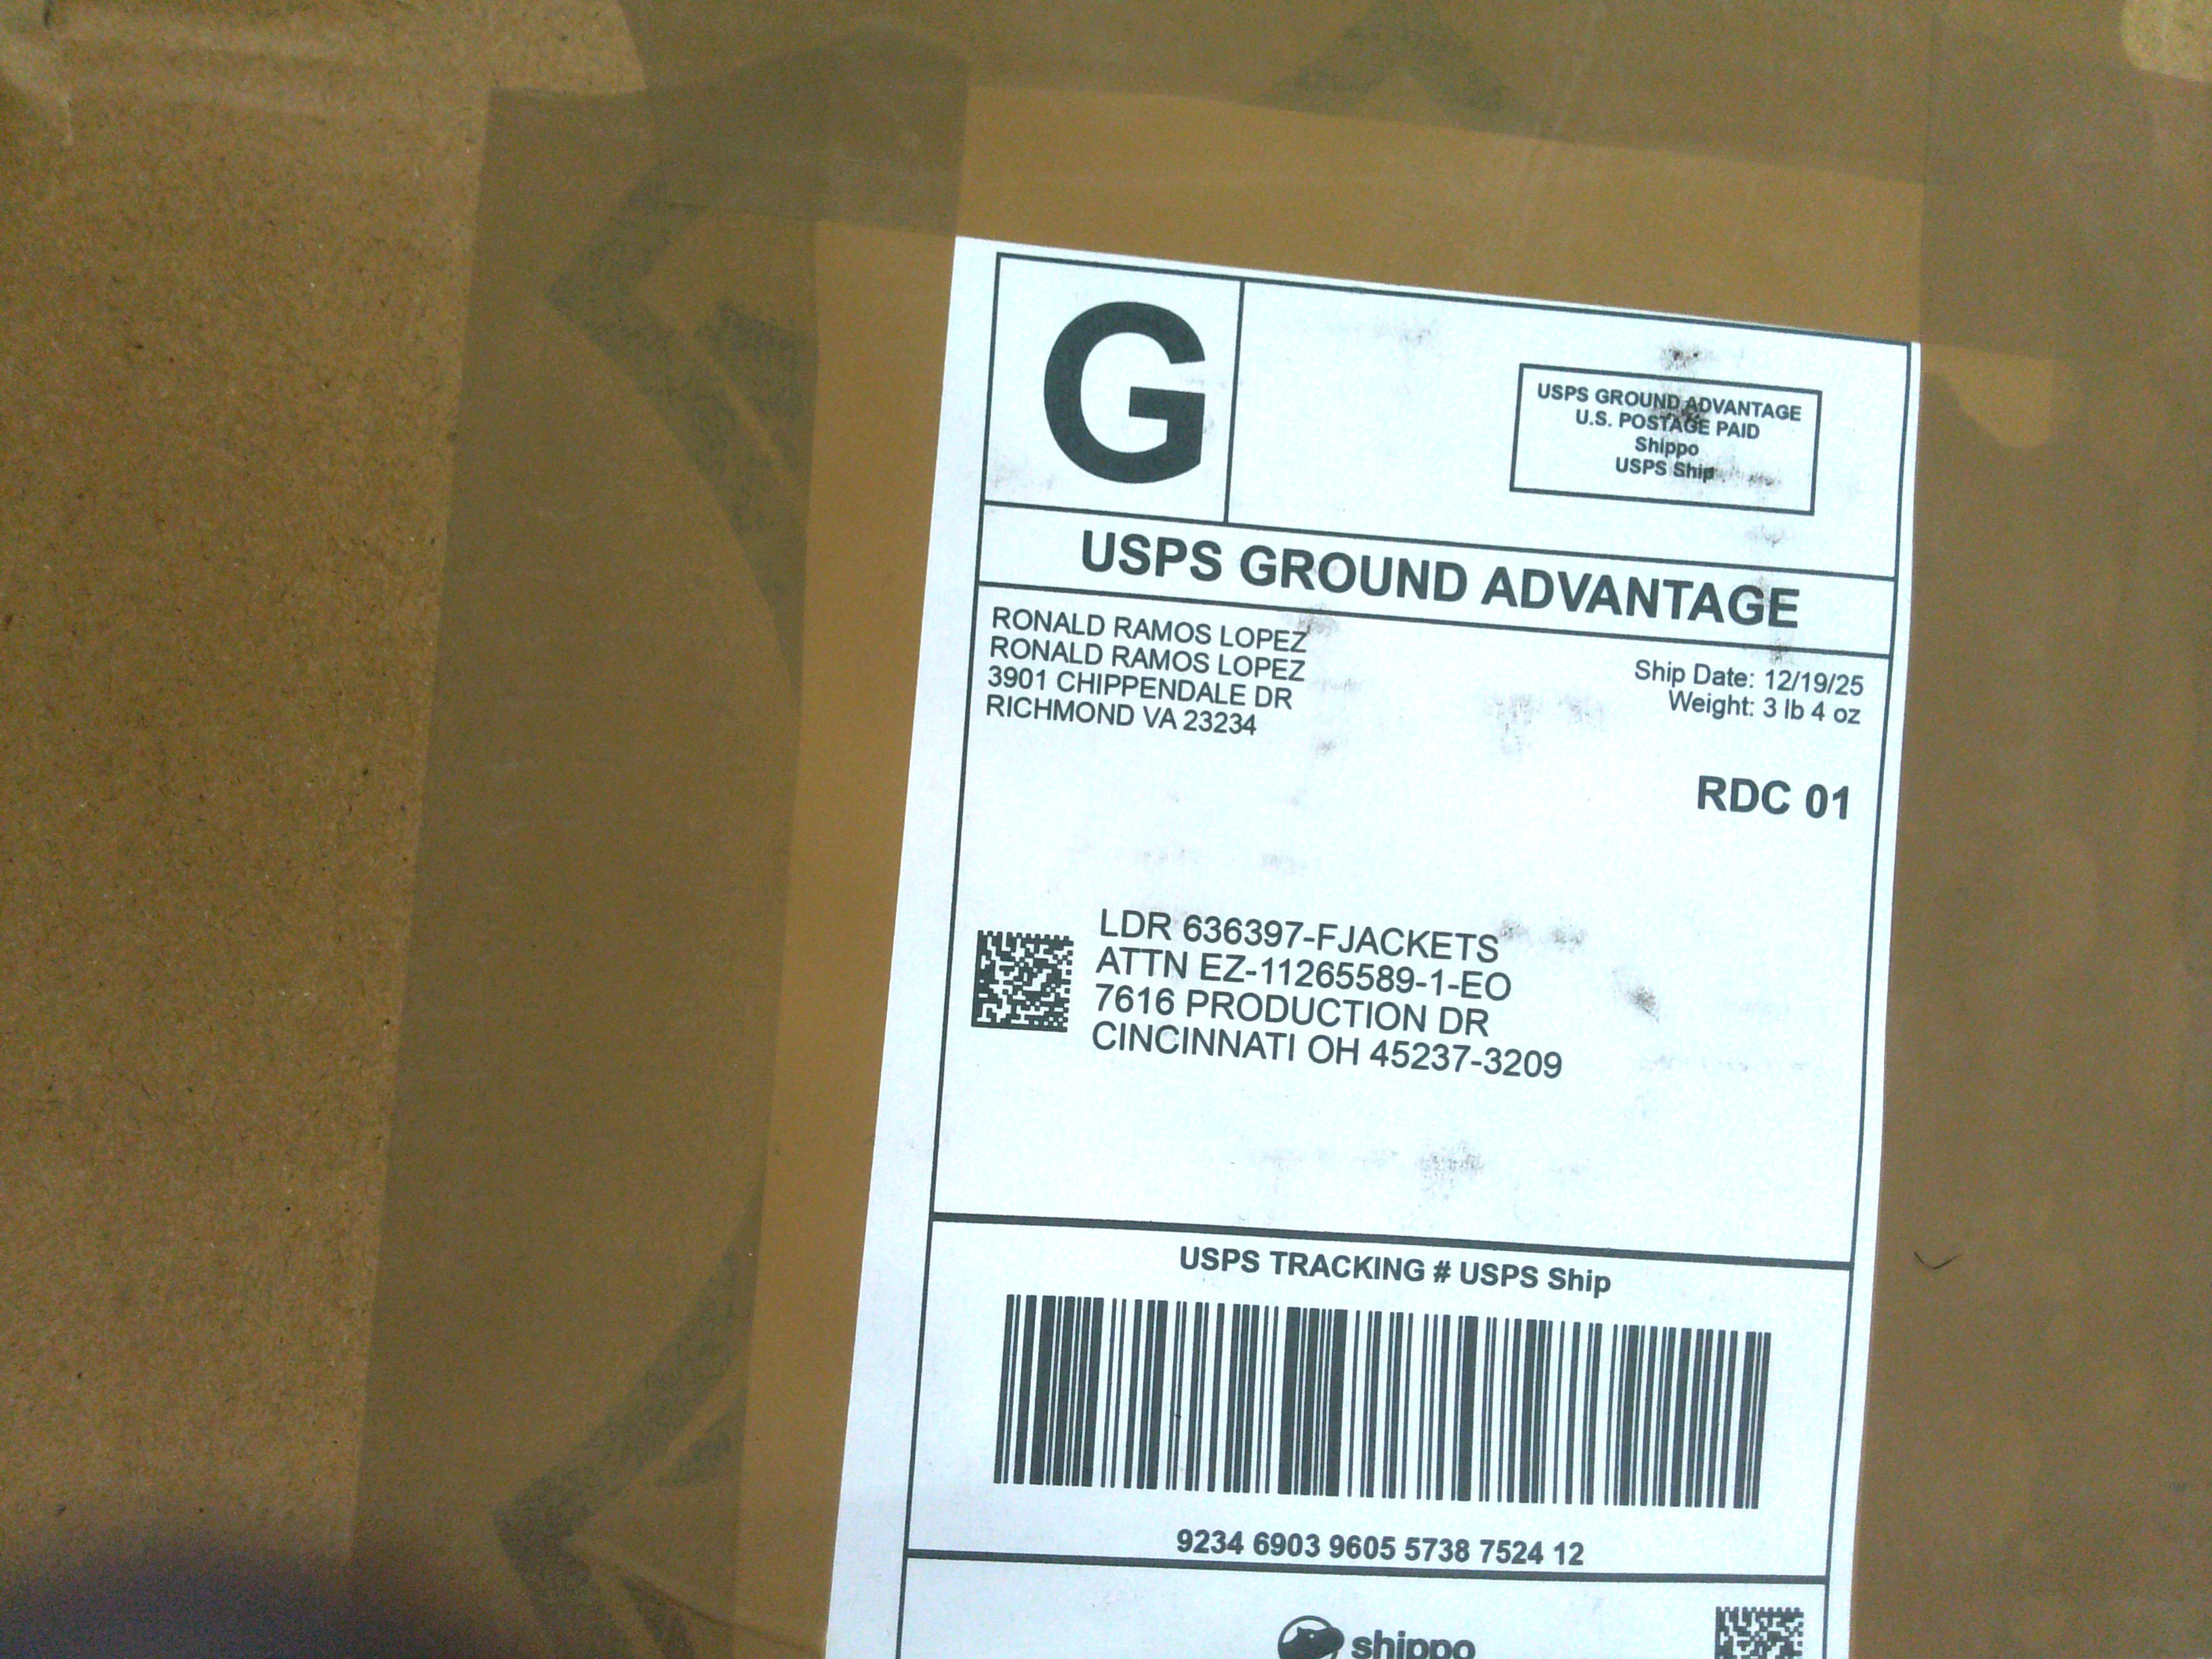 G
USPS GROUND ADVANTAGE
U.S. POSTAGE PAID
Shippo
USPS Ship
USPS GROUND ADVANTAGE
RONALD RAMOS LOPEZ
RONALD RAMOS LOPEZ
3901 CHIPPENDALE DR
RICHMOND VA 23234
Ship Date: 12/19/25
Weight: 3 lb 4 oz
RDC 01
LDR 636397-FJACKETS
ATTN EZ-11265589-1-EO
7616 PRODUCTION DR
CINCINNATI OH 45237-3209
USPS TRACKING # USPS Ship
9234 6903 9605 5738 7524 12
shippo